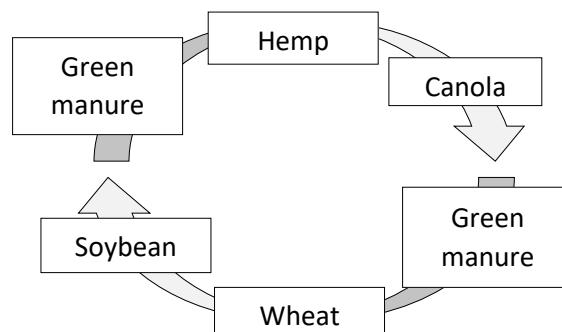 Hemp
Green
manure
Canola
Green
manure
Soybean
Wheat